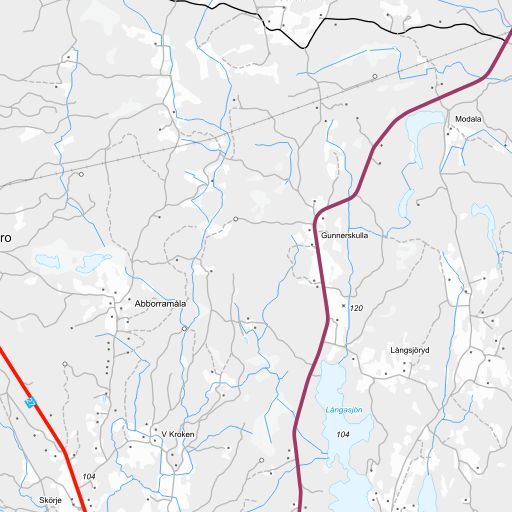 Modala
Gunnerskulla
ro
Abborramåla
120
Långsjöryd
Långasjön
104
V Kroken
104
Skörje